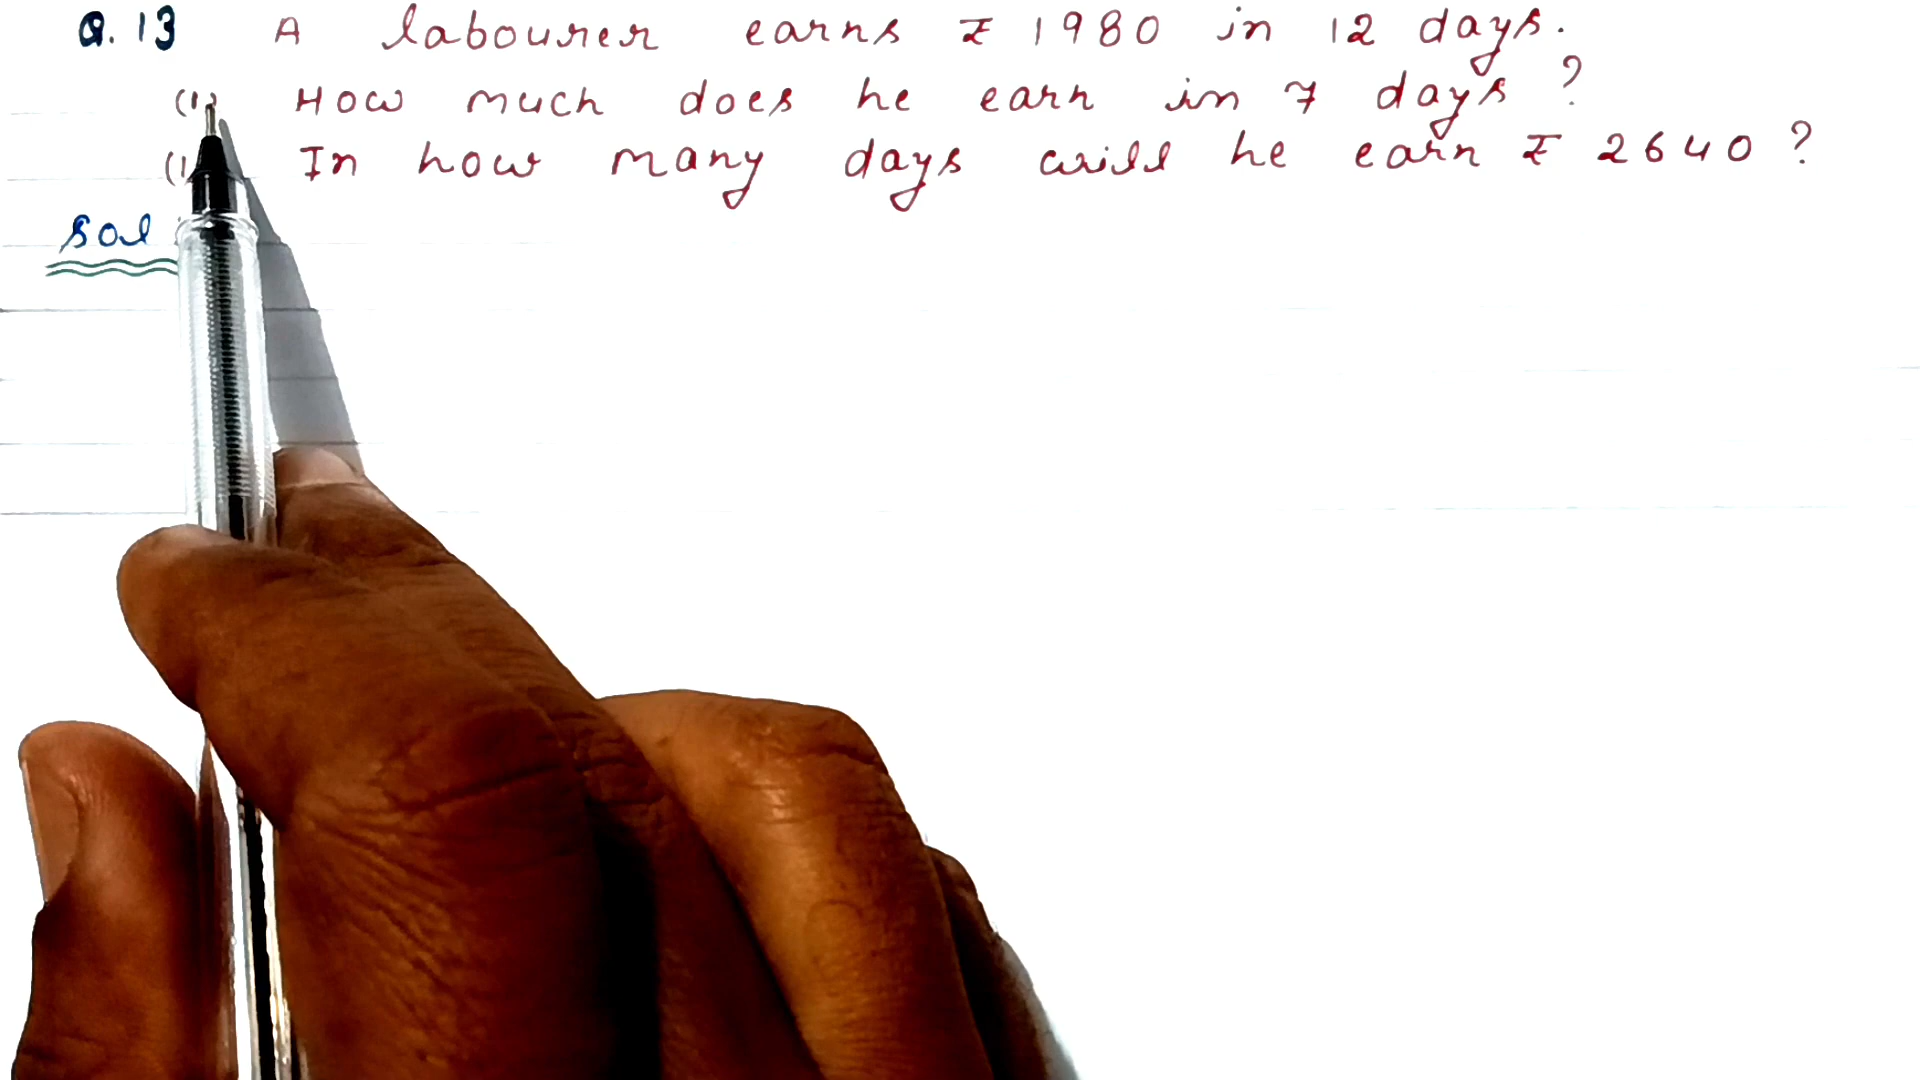 Q. 13 A labourer earns ₹ 1980 in 12 days.
(1) How much does he earn in 7 days ?
In how many days will he earn ₹ 2640 ?
Sol